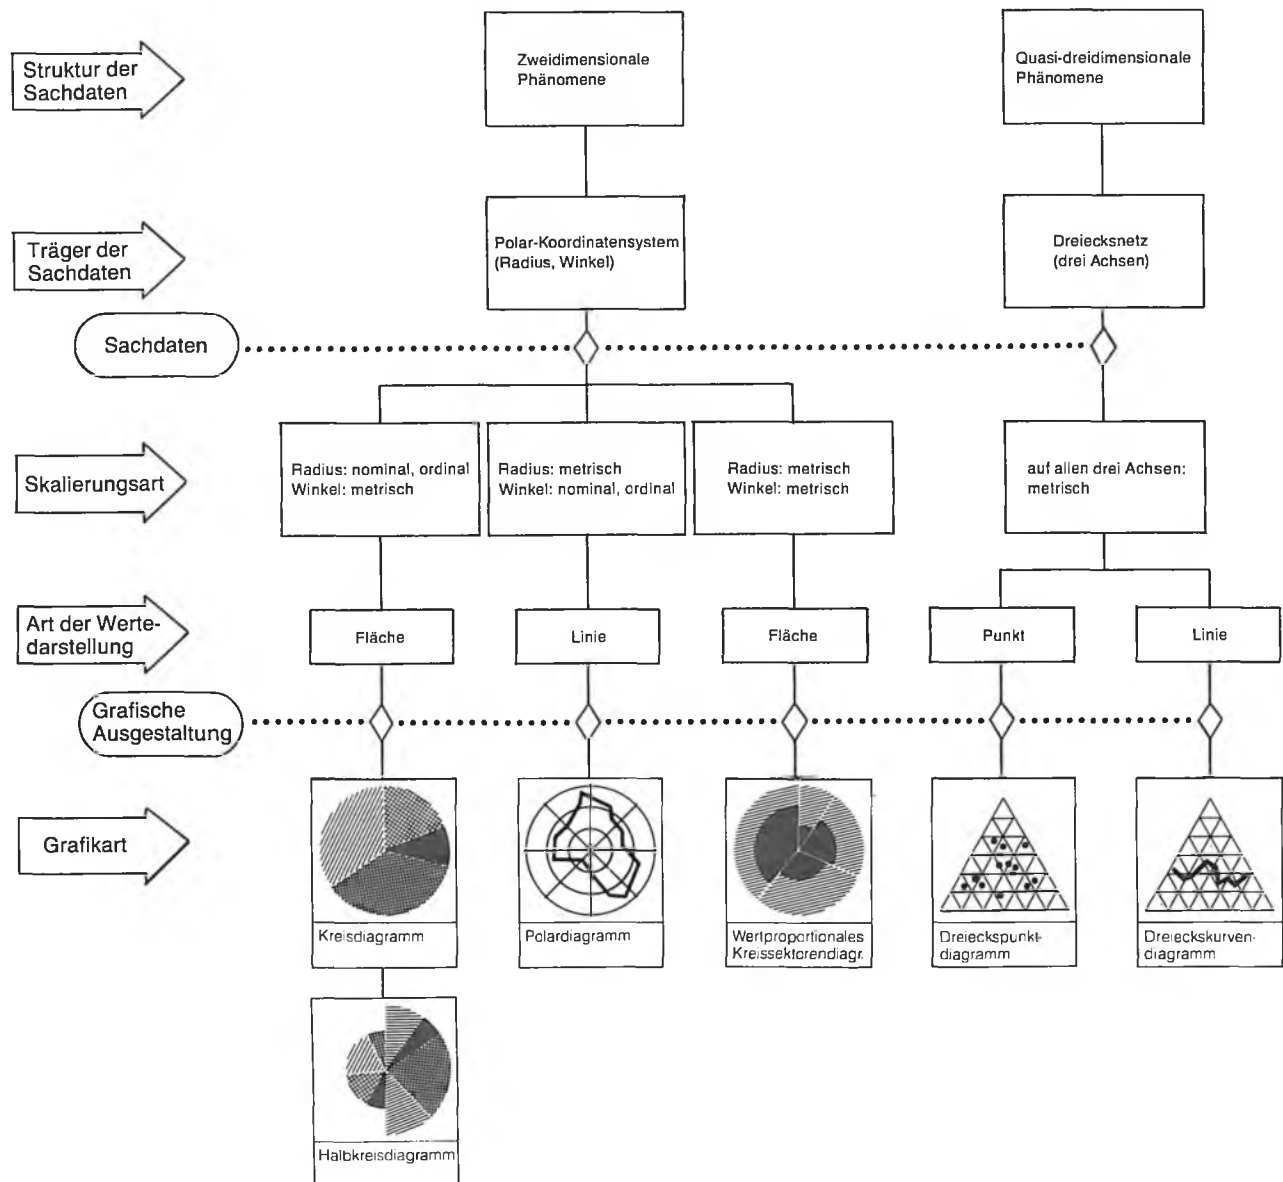 Struktur der
Sachdaten
Zweidimensionale
Phänomene
Quasi-dreidimensionale
Phänomene
Träger der
Sachdaten
Polar-Koordinatensystem
(Radius, Winkel)
Dreiecksnetz
(drei Achsen)
Sachdaten
Skalierungsart
Radius: nominal, ordinal
Winkel: metrisch
Radius: metrisch
Winkel: nominal, ordinal
Radius: metrisch
Winkel: metrisch
auf allen drei Achsen:
metrisch
Art der Werte-
darstellung
Fläche
Linie
Fläche
Punkt
Linie
Grafische
Ausgestaltung
Grafikart
Kreisdiagramm
Polardiagramm
Wertproportionales
Kreissektorendiagr.
Dreieckspunkt-
diagramm
Dreieckskurven-
diagramm
Halbkreisdiagramm